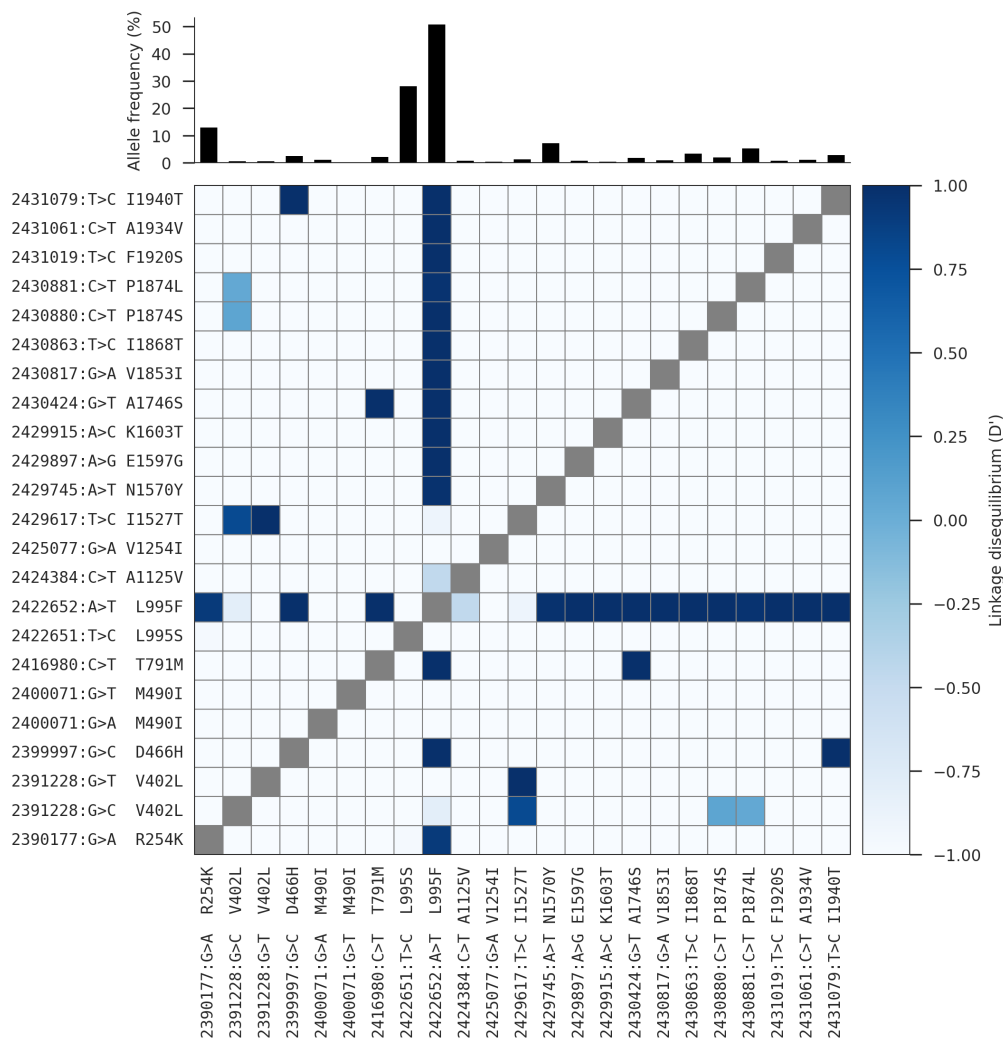 Allele frequency (%)
50
40
30
20
10
0
2431079:T>C I1940T
2431061:C>T A1934V
2431019:T>C F1920S
2430881:C>T P1874L
2430880:C>T P1874S
2430863:T>C I1868T
2430817:G>A V1853I
2430424:G>T A1746S
2429915:A>C K1603T
2429897:A>G E1597G
2429745:A>T N1570Y
2429617:T>C I1527T
2425077:G>A V1254I
2424384:C>T A1125V
2422652:A>T L995F
2422651:T>C L995S
2416980:C>T T791M
2400071:G>T M490I
2400071:G>A M490I
2399997:G>C D466H
2391228:G>T V402L
2391228:G>C V402L
2390177:G>A R254K
2390177:G>A R254K
2391228:G>C V402L
2391228:G>T V402L
2399997:G>C D466H
2400071:G>A M490I
2400071:G>T M490I
2416980:C>T T791M
2422651:T>C L995S
2422652:A>T L995F
2424384:C>T A1125V
2425077:G>A V1254I
2429617:T>C I1527T
2429745:A>T N1570Y
2429897:A>G E1597G
2429915:A>C K1603T
2430424:G>T A1746S
2430817:G>A V1853I
2430863:T>C I1868T
2430880:C>T P1874S
2430881:C>T P1874L
2431019:T>C F1920S
2431061:C>T A1934V
2431079:T>C I1940T
1.00
0.75
0.50
0.25
0.00
−0.25
−0.50
−0.75
−1.00
Linkage disequilibrium (D')